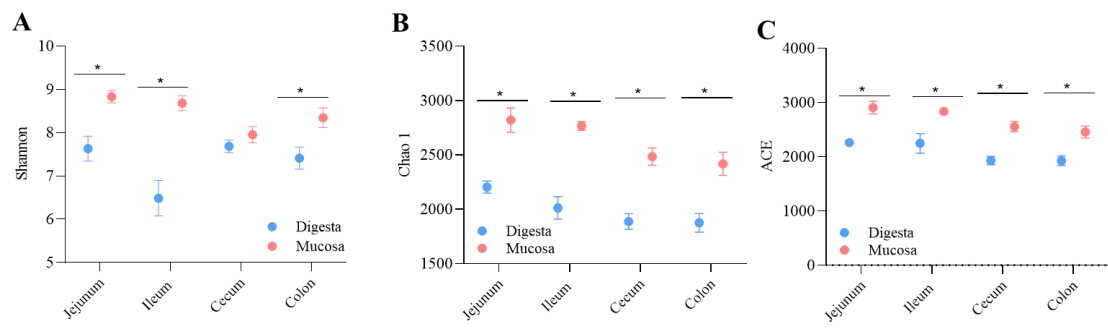 A
Shannon
10
9
8
7
6
5
*
*
*
Digesta
Mucosa
Jejunum
Ileum
Cecum
Colon
B
Chao 1
3500
3000
2500
2000
1500
*
*
*
*
Digesta
Mucosa
Jejunum
Ileum
Cecum
Colon
C
ACE
4000
3000
2000
1000
0
*
*
*
*
Digesta
Mucosa
Jejunum
Ileum
Cecum
Colon